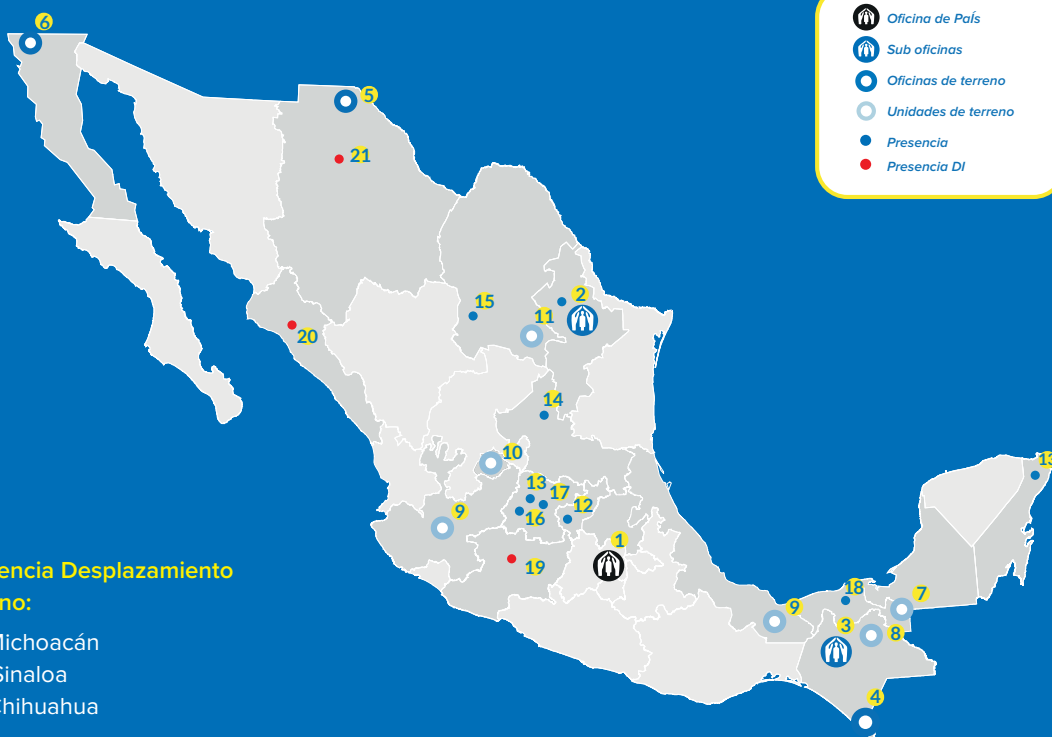 6
Oficina de País
Sub oficinas
Oficinas de terreno
Unidades de terreno
Presencia
Presencia DI
5
21
15
2
11
20
14
10
13
17
16
12
9
19
1
13
18
7
9
3
8
4
encia Desplazamiento
no:
Michoacán
Sinaloa
Chihuahua